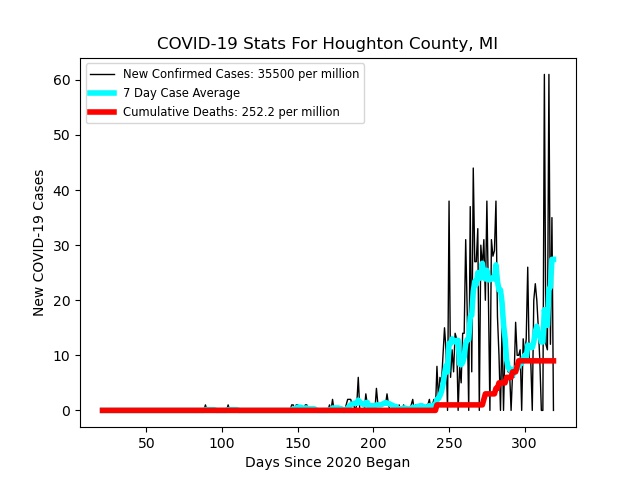 COVID-19 Stats For Houghton County, MI
New Confirmed Cases: 35500 per million
7 Day Case Average
Cumulative Deaths: 252.2 per million
60
50
40
30
20
10
0
New COVID-19 Cases
50 100 150 200 250 300
Days Since 2020 Began